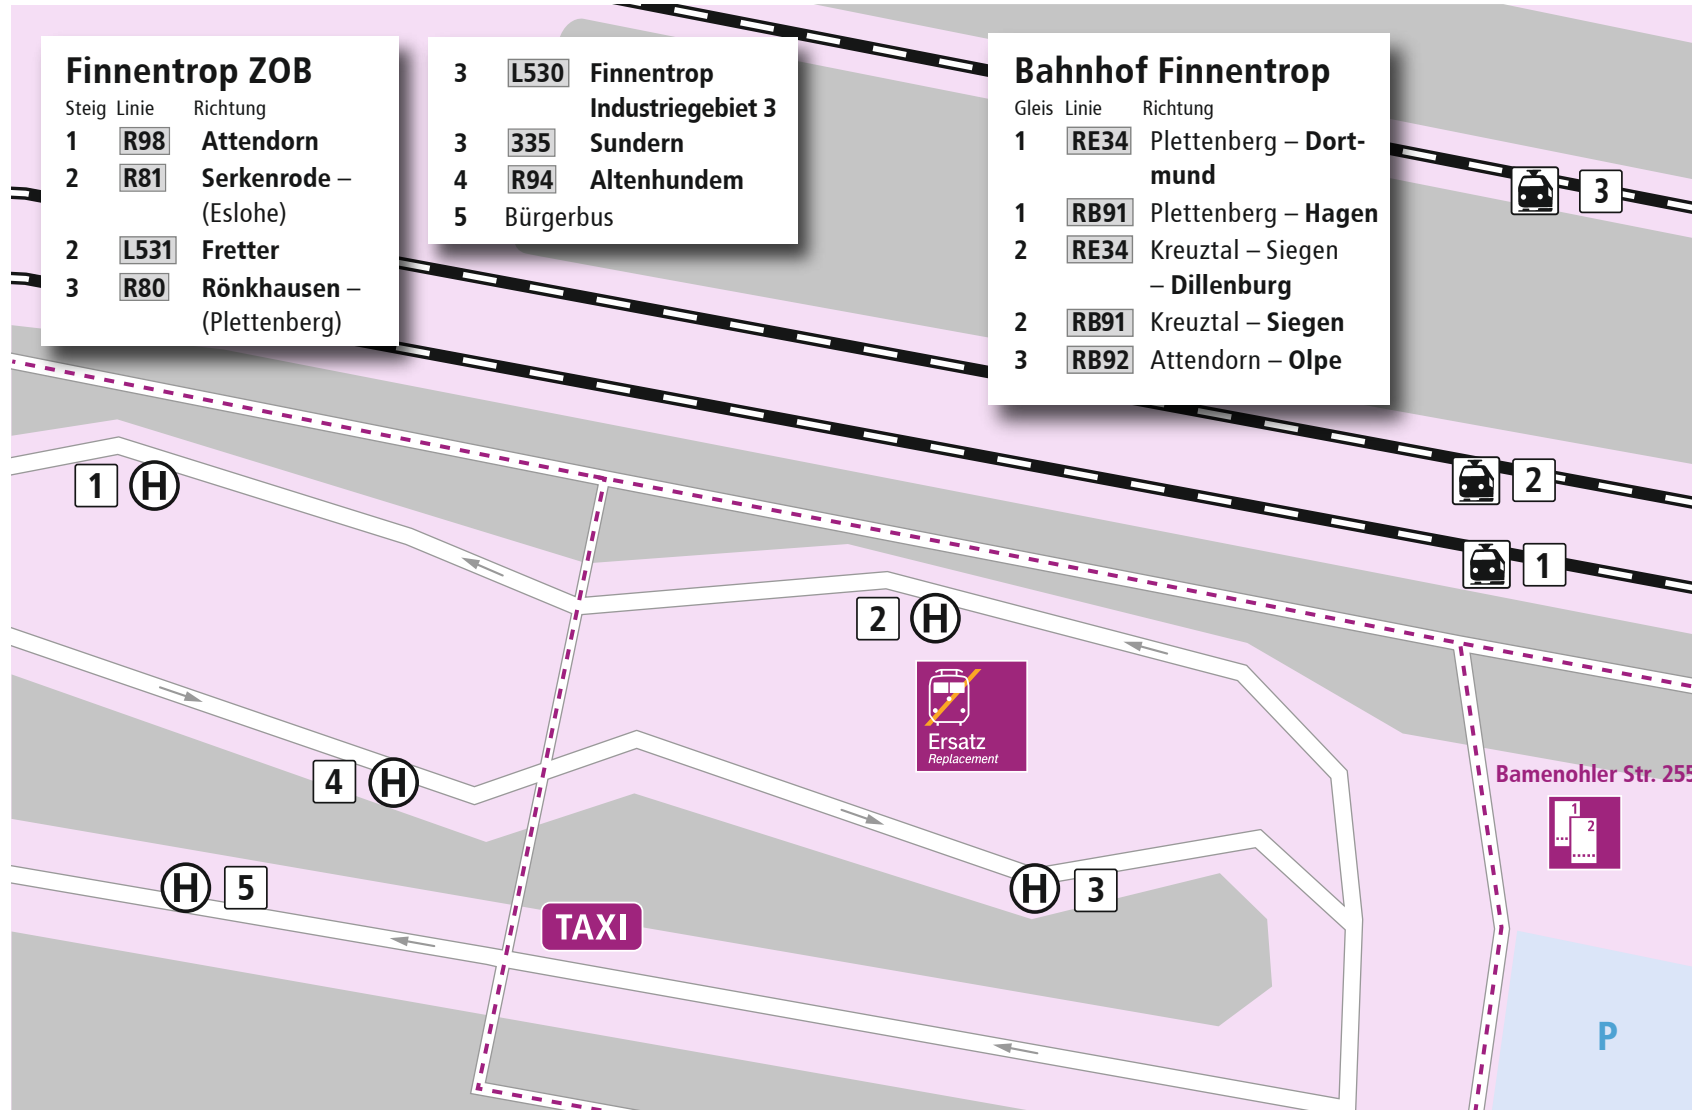 Finnentrop ZOB
Steig Linie Richtung
1 R98 Attendorn
2 R81 Serkenrode –
(Eslohe)
2 L531 Fretter
3 R80 Rönkhausen –
(Plettenberg)
3 L530 Finnentrop
Industriegebiet 3
3 335 Sundern
4 R94 Altenhundem
5 Bürgerbus
Bahnhof Finnentrop
Gleis Linie Richtung
1 RE34 Plettenberg – Dort-
mund
1 RB91 Plettenberg – Hagen
2 RE34 Kreuztal – Siegen
– Dillenburg
2 RB91 Kreuztal – Siegen
3 RB92 Attendorn – Olpe
3
2
1
1 H
2 H
Ersatz
Replacement
4 H
Bamenohler Str. 255
1
2
H 5
H 3
TAXI
P